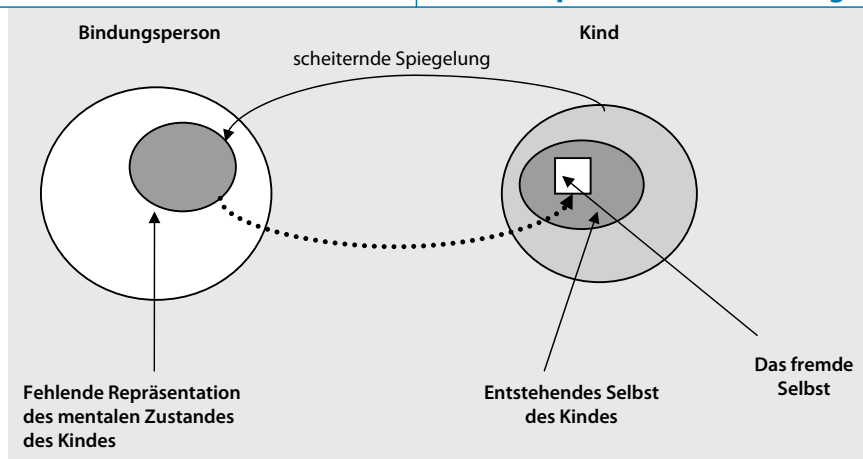 Bindungsperson
Kind
scheiternde Spiegelung
Das fremde
Selbst
Fehlende Repräsentation
des mentalen Zustandes
des Kindes
Entstehendes Selbst
des Kindes